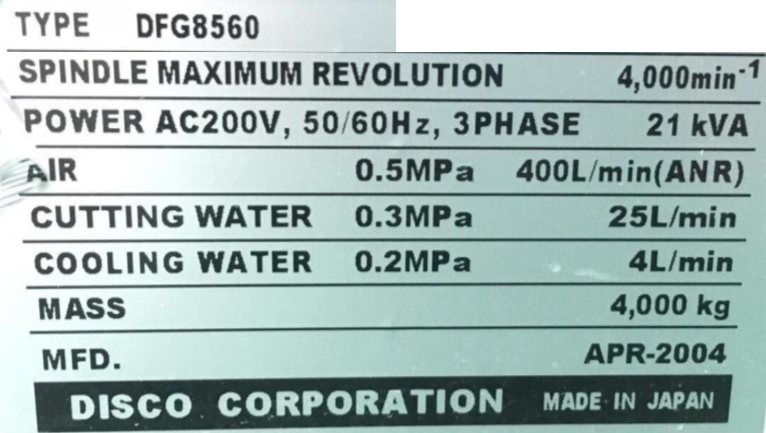 TYPE DFG8560
SPINDLE MAXIMUM REVOLUTION 4,000min⁻¹
POWER AC200V, 50/60Hz, 3PHASE 21 kVA
AIR 0.5MPa 400L/min(ANR)
CUTTING WATER 0.3MPa 25L/min
COOLING WATER 0.2MPa 4L/min
MASS 4,000 kg
MFD. APR-2004
DISCO CORPORATION MADE IN JAPAN